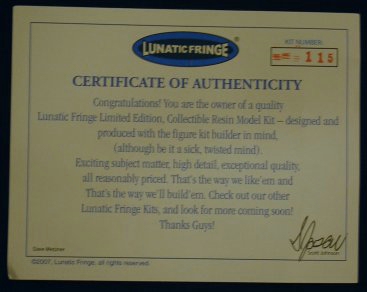 LUNATIC FRINGE ®
KIT NUMBER:
115
CERTIFICATE OF AUTHENTICITY
Congratulations! You are the owner of a quality
Lunatic Fringe Limited Edition, Collectible Resin Model Kit – designed and
produced with the figure kit builder in mind,
(although be it a sick, twisted mind).
Exciting subject matter, high detail, exceptional quality,
all reasonably priced. That's the way we like'em and
That's the way we'll build'em. Check out our other
Lunatic Fringe Kits, and look for more coming soon!
Thanks Guys!
Dave Metzner
Scott Johnson
©2007, Lunatic Fringe, all rights reserved.